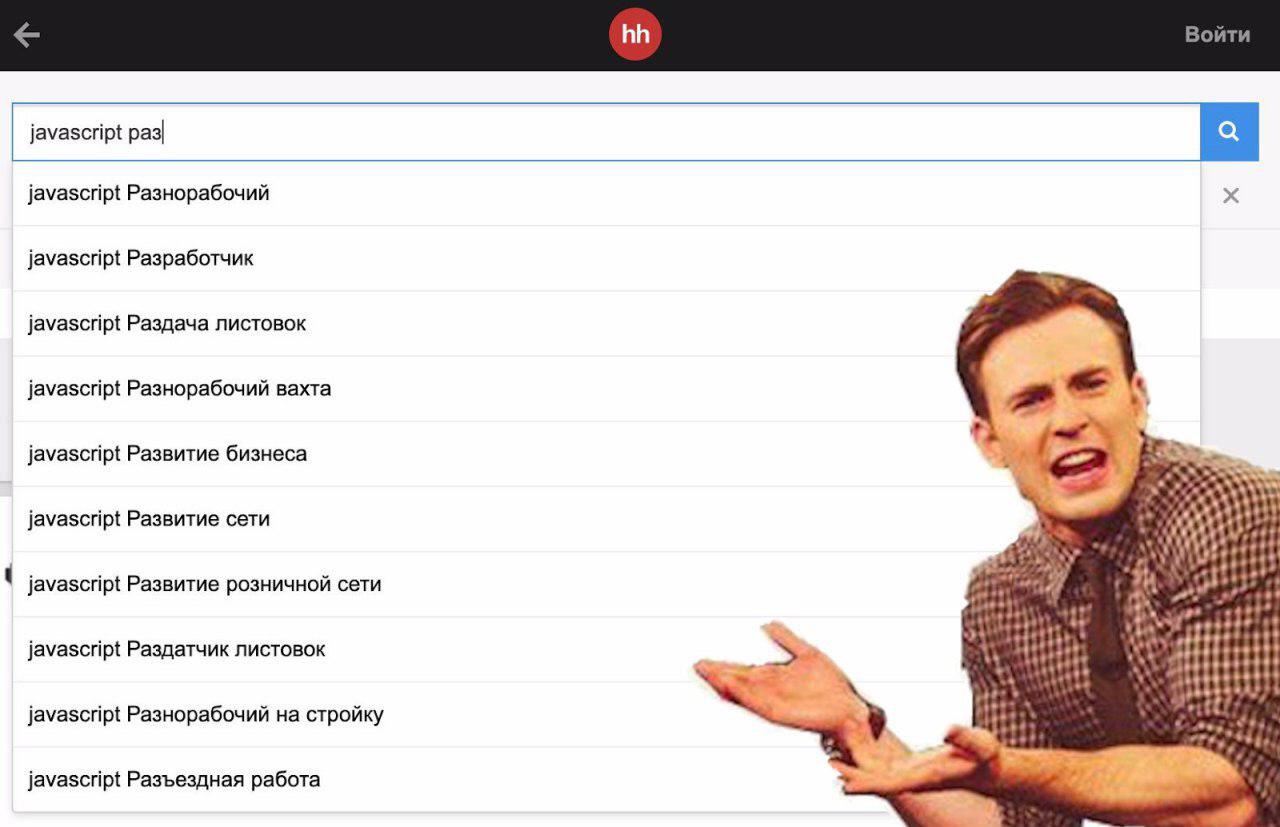 hh
Войти
javascript раз
javascript Разнорабочий
javascript Разработчик
javascript Раздача листовок
javascript Разнорабочий вахта
javascript Развитие бизнеса
javascript Развитие сети
javascript Развитие розничной сети
javascript Раздатчик листовок
javascript Разнорабочий на стройку
javascript Разъездная работа